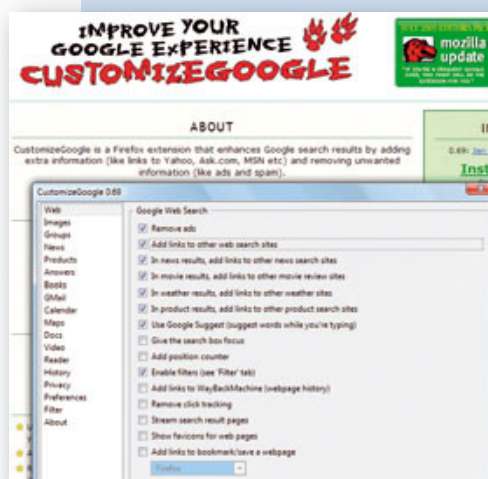 IMPROVE YOUR
GOOGLE EXPERIENCE
CUSTOMIZEGOOGLE
mozilla
update
ABOUT
CustomizeGoogle is a Firefox extension that enhances Google search results by adding
extra information (like links to Yahoo, Ask.com, MSN etc) and removing unwanted
information (like ads and spam).
0.69:
Inst
CustomizeGoogle 0.69
Web
Images
Groups
News
Products
Answers
Books
GMail
Calendar
Maps
Docs
Video
Reader
History
Privacy
Preferences
Filter
About
Google Web Search
Remove ads
Add links to other web search sites
In news results, add links to other news search sites
In movie results, add links to other movie review sites
In weather results, add links to other weather sites
In product results, add links to other product search sites
Use Google Suggest (suggest words while you're typing)
Give the search box focus
Add position counter
Enable filters (see 'Filter' tab)
Add links to WayBackMachine (webpage history)
Remove click tracking
Stream search result pages
Show favicons for web pages
Add links to bookmark/save a webpage
Firefox